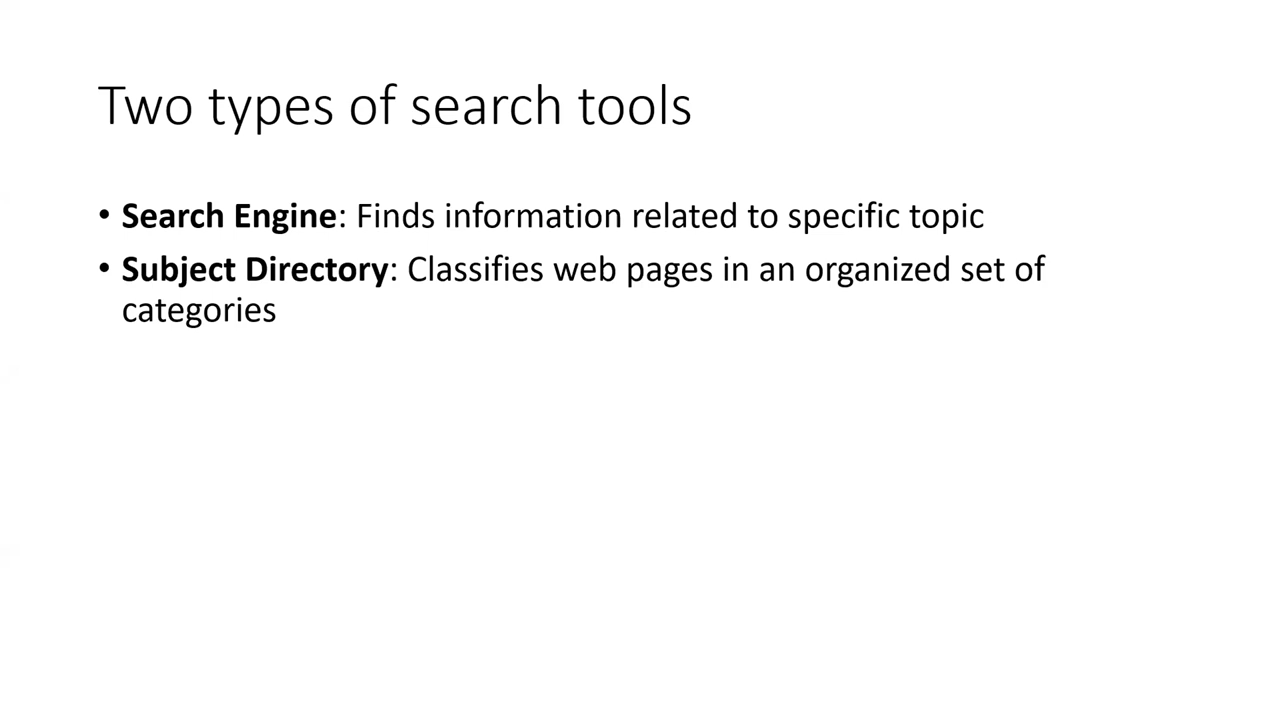 Two types of search tools
• Search Engine: Finds information related to specific topic
• Subject Directory: Classifies web pages in an organized set of
categories